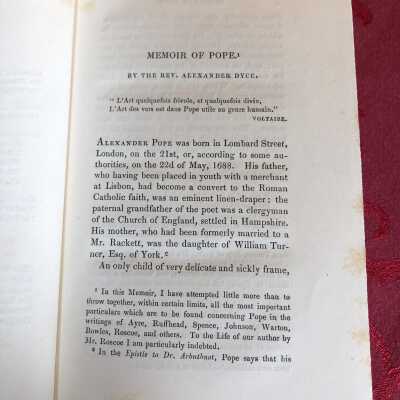 MEMOIR OF POPE.¹
BY THE REV. ALEXANDER DYCE.
"L'Art quelquefois frivole, et quelquefois divin,
L'Art des vers est dans Pope utile au genre humain."
VOLTAIRE.
ALEXANDER POPE was born in Lombard Street,
London, on the 21st, or, according to some au-
thorities, on the 22d of May, 1688. His father,
who having been placed in youth with a merchant
at Lisbon, had become a convert to the Roman
Catholic faith, was an eminent linen-draper: the
paternal grandfather of the poet was a clergyman
of the Church of England, settled in Hampshire.
His mother, who had been formerly married to a
Mr. Rackett, was the daughter of William Tur-
ner, Esq. of York.²
An only child of very delicate and sickly frame,
¹ In this Memoir, I have attempted little more than to
throw together, within certain limits, all the most important
particulars which are to be found concerning Pope in the
writings of Ayre, Ruffhead, Spence, Johnson, Warton,
Bowles, Roscoe, and others. To the Life of our author by
Mr. Roscoe I am particularly indebted.
² In the Epistle to Dr. Arbuthnot, Pope says that his